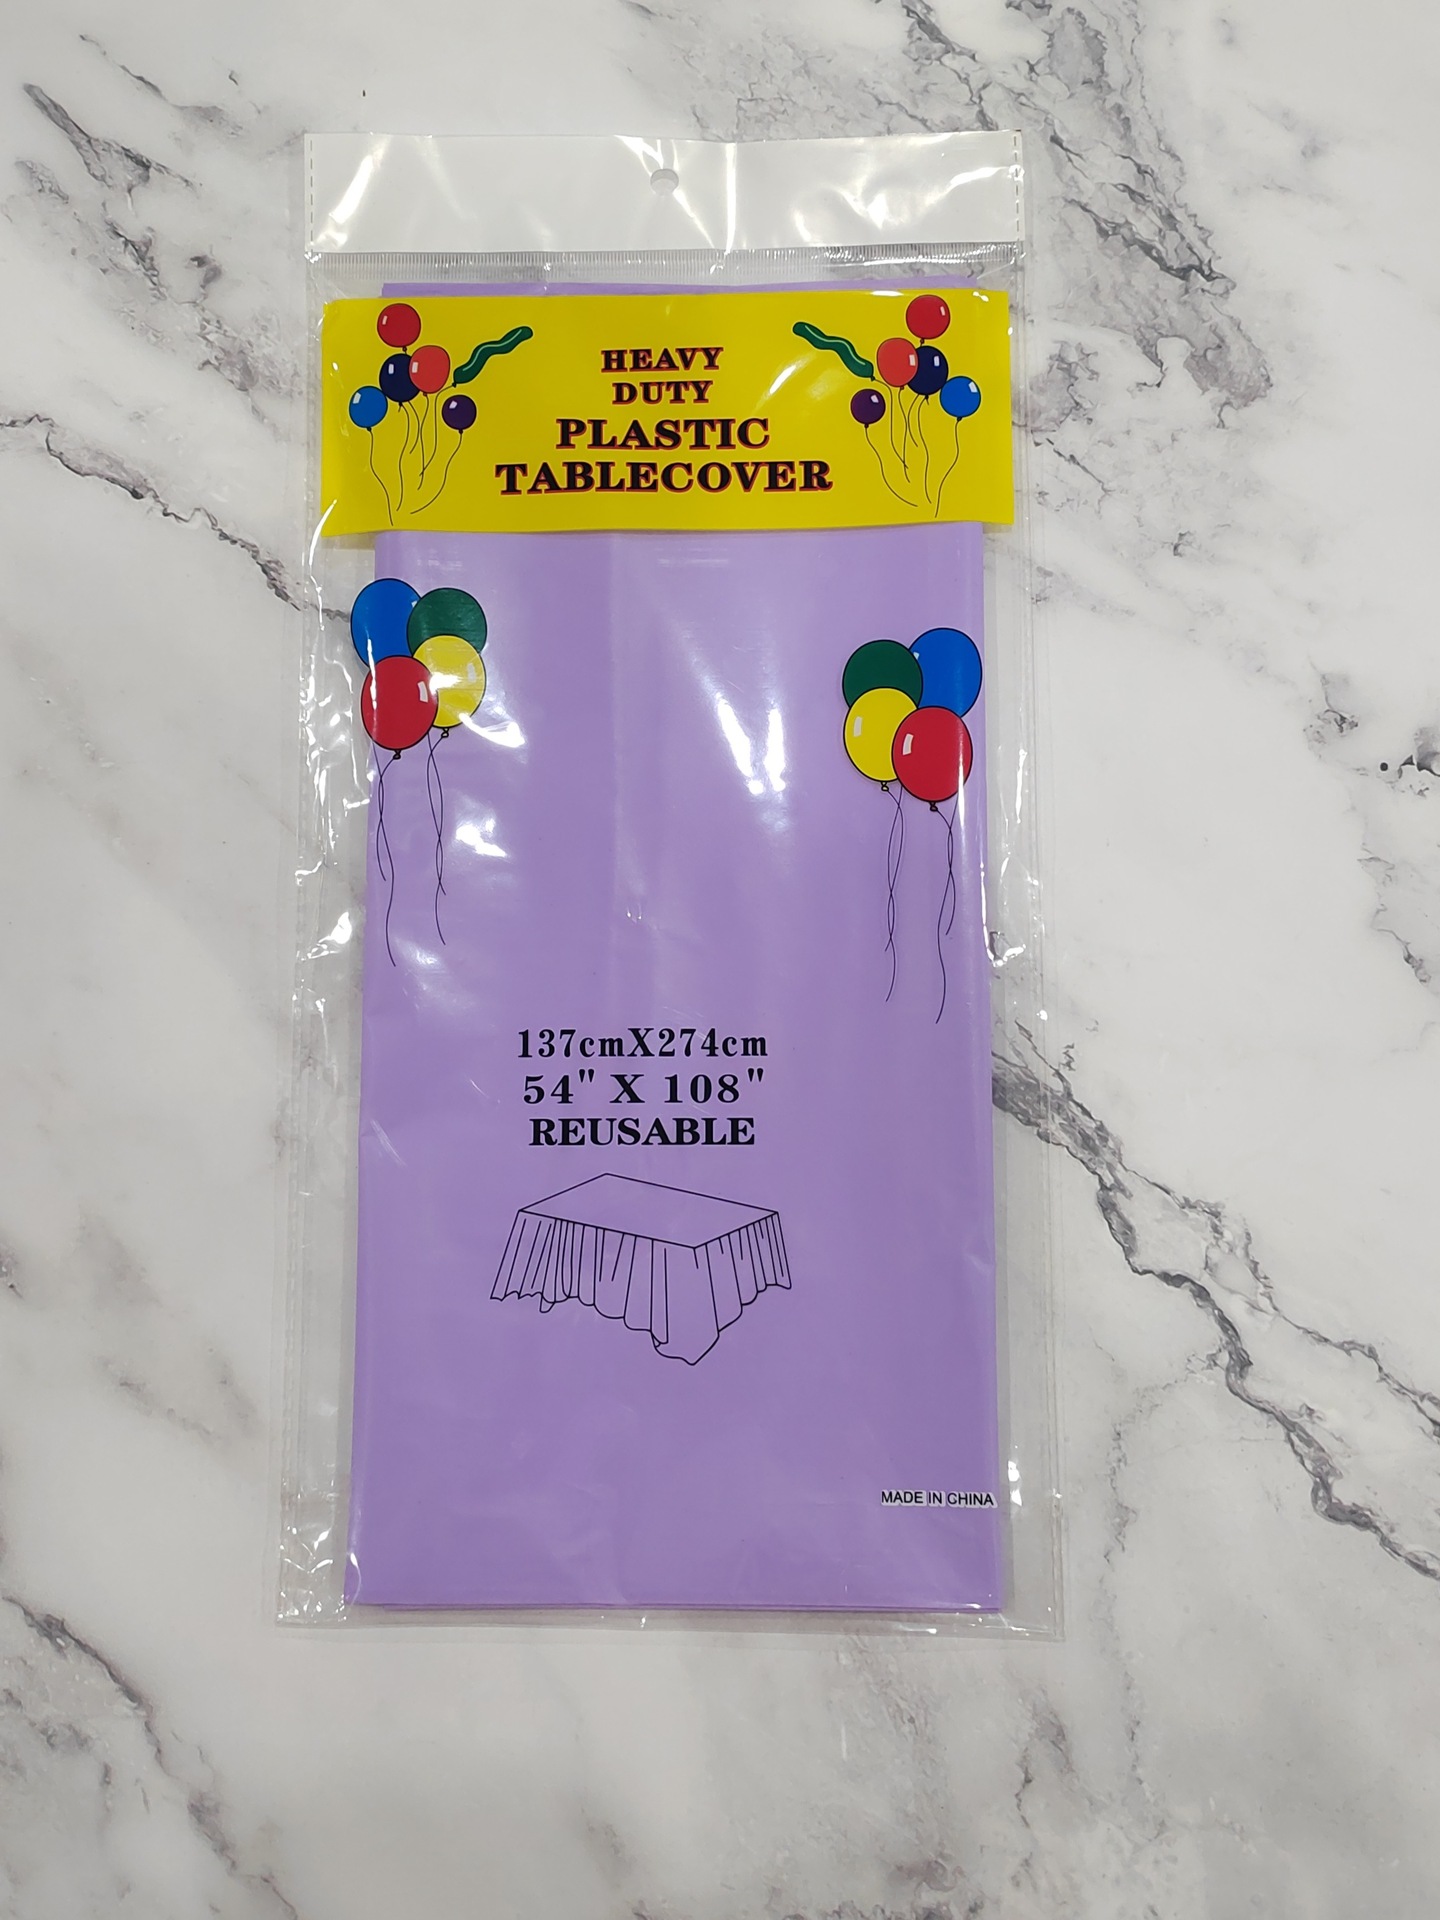 HEAVY
DUTY
PLASTIC
TABLECOVER
137cmX274cm
54" X 108"
REUSABLE
MADE IN CHINA